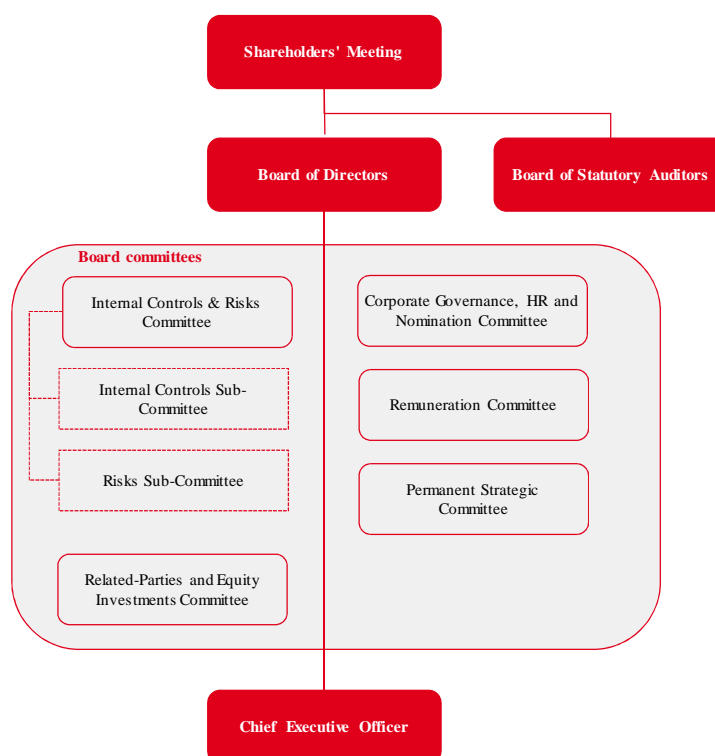 Shareholders' Meeting
Board of Directors
Board of Statutory Auditors
Board committees
Internal Controls & Risks
Committee
Internal Controls Sub-
Committee
Risks Sub-Committee
Related-Parties and Equity
Investments Committee
Corporate Governance, HR and
Nomination Committee
Remuneration Committee
Permanent Strategic
Committee
Chief Executive Officer